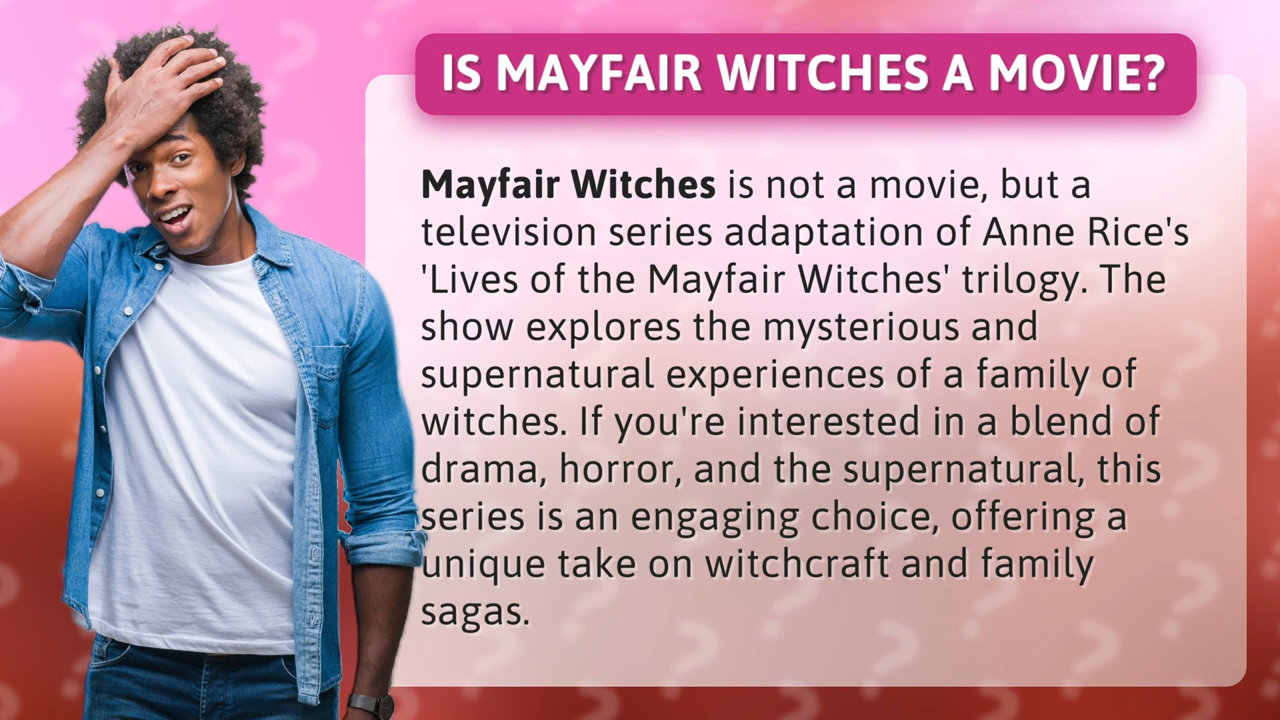 IS MAYFAIR WITCHES A MOVIE?
Mayfair Witches is not a movie, but a
television series adaptation of Anne Rice's
'Lives of the Mayfair Witches' trilogy. The
show explores the mysterious and
supernatural experiences of a family of
witches. If you're interested in a blend of
drama, horror, and the supernatural, this
series is an engaging choice, offering a
unique take on witchcraft and family
sagas.